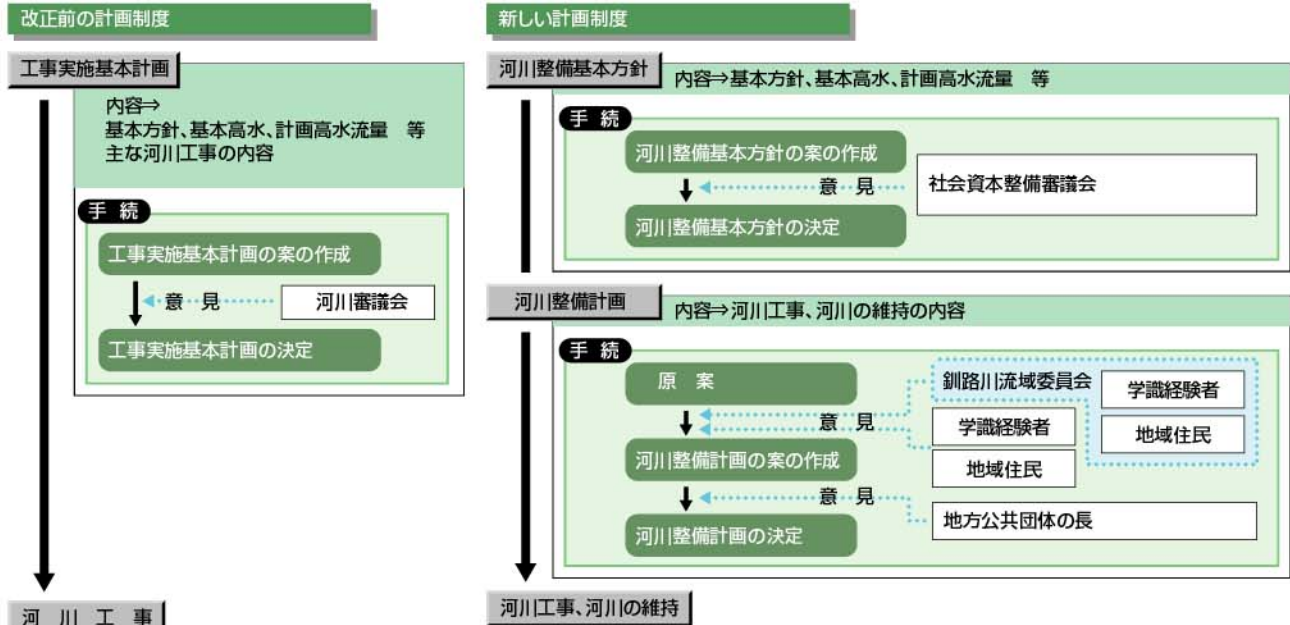 改正前の計画制度
工事実施基本計画
内容⇒
基本方針、基本高水、計画高水流量　等
主な河川工事の内容
手 続
工事実施基本計画の案の作成
意 見
河川審議会
工事実施基本計画の決定
河 川 工 事
新しい計画制度
河川整備基本方針
内容⇒基本方針、基本高水、計画高水流量　等
手 続
河川整備基本方針の案の作成
意 見
社会資本整備審議会
河川整備基本方針の決定
河川整備計画
内容⇒河川工事、河川の維持の内容
手 続
原 案
釧路川流域委員会
学識経験者
地域住民
意 見
学識経験者
地域住民
河川整備計画の案の作成
意 見
地方公共団体の長
河川整備計画の決定
河川工事、河川の維持